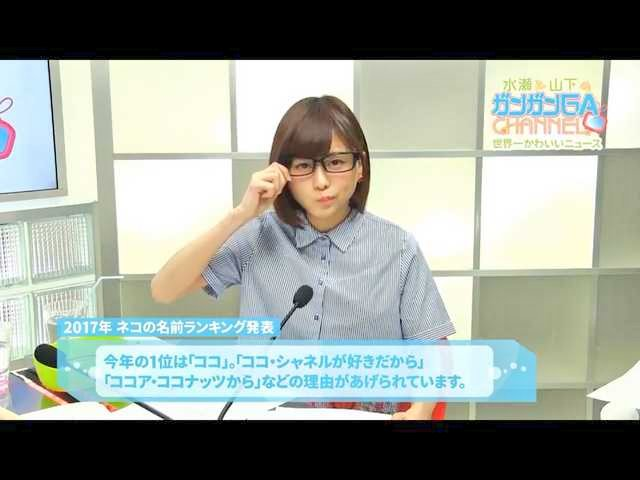 水瀬と山下の
ガンガンGA
CHANNEL
世界一かわいいニュース
2017年 ネコの名前ランキング発表
今年の1位は「ココ」。「ココ・シャネルが好きだから」
「ココア・ココナッツから」などの理由があげられています。